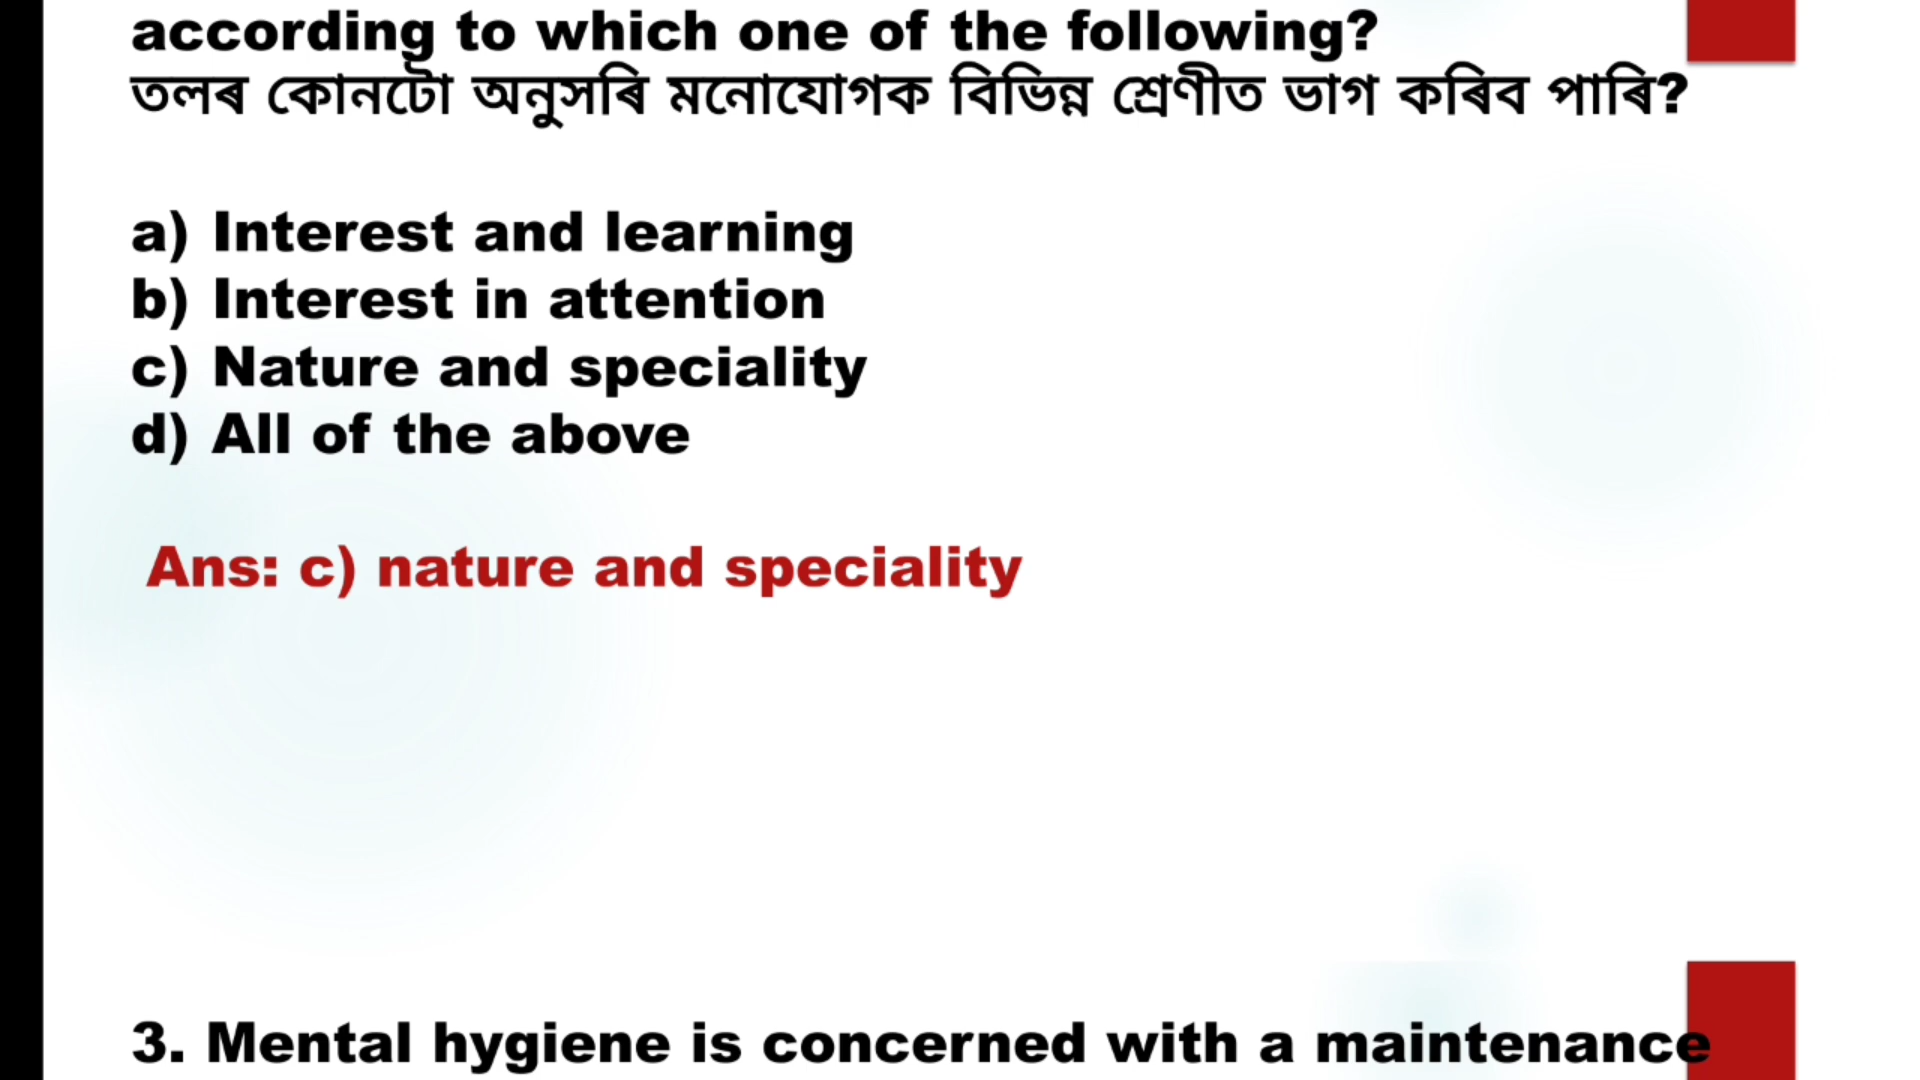 according to which one of the following?
তলৰ কোনটো অনুসৰি মনোযোগক বিভিন্ন শ্ৰেণীত ভাগ কৰিব পাৰি?
a) Interest and learning
b) Interest in attention
c) Nature and speciality
d) All of the above
Ans: c) nature and speciality
3. Mental hygiene is concerned with a maintenance